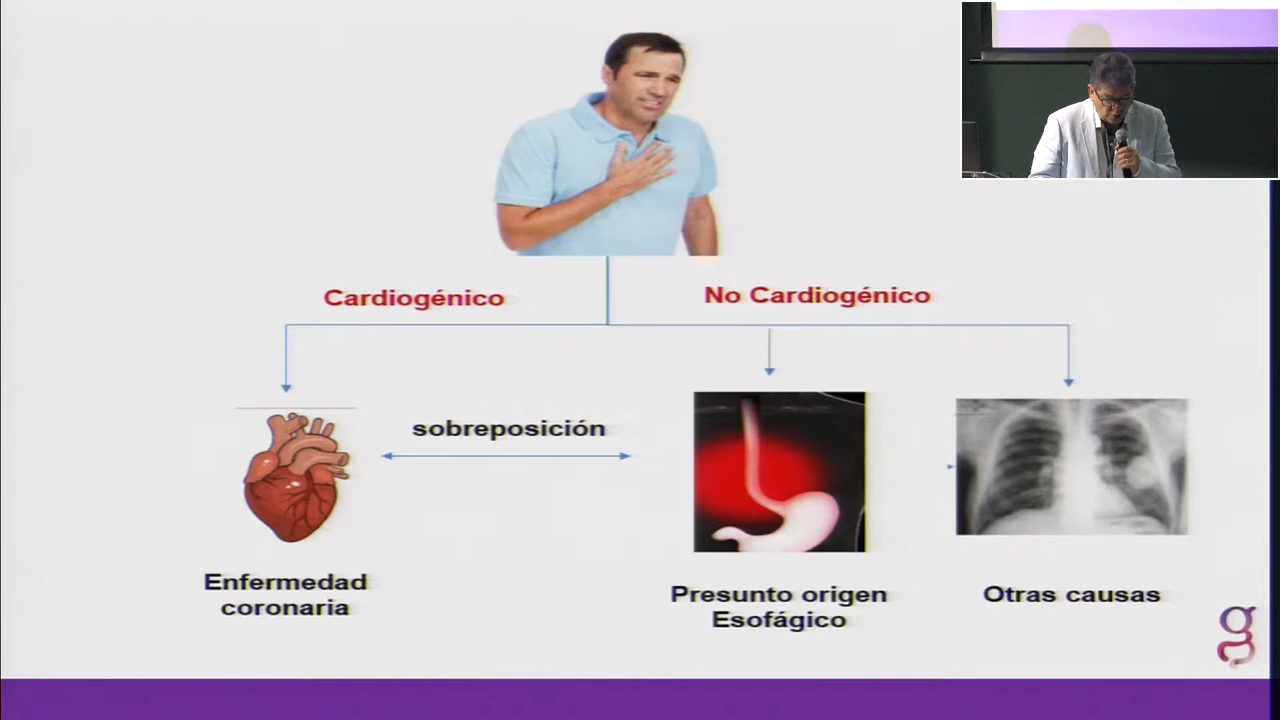 Cardiogénico
No Cardiogénico
sobreposición
Enfermedad
coronaria
Presunto origen
Esofágico
Otras causas